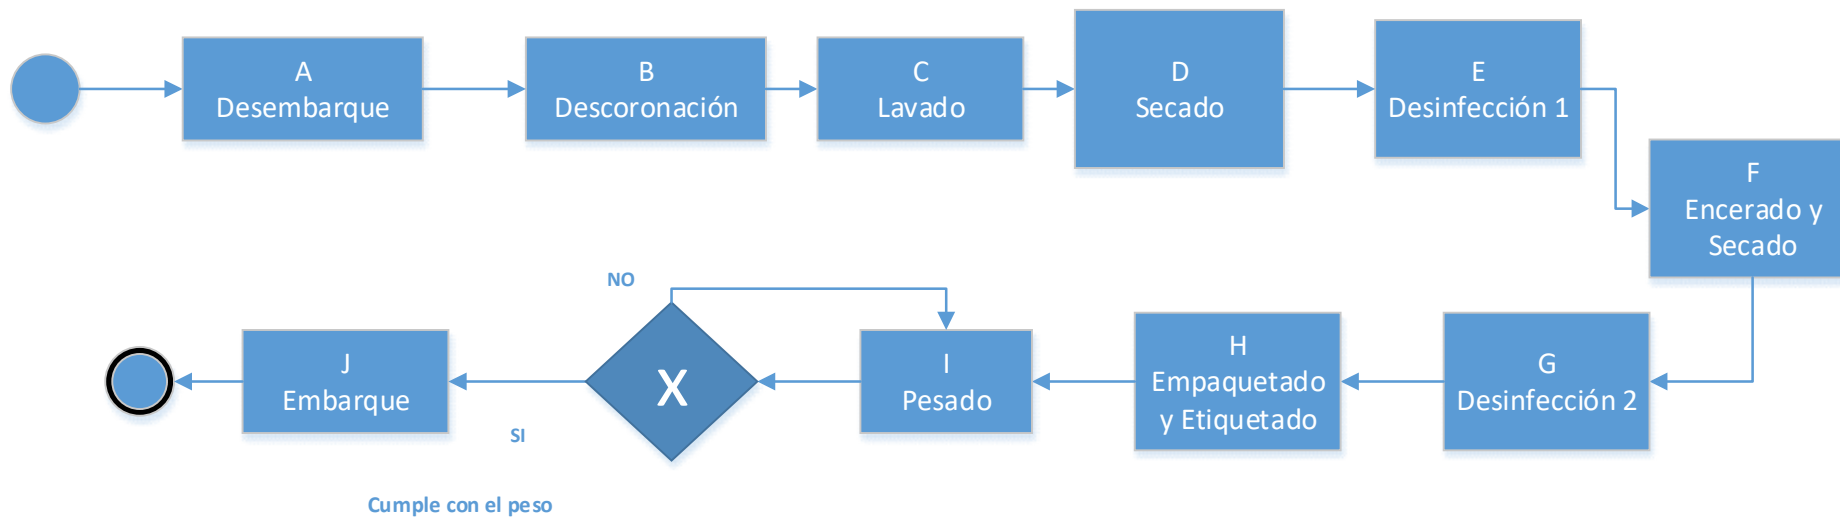 A
Desembarque
B
Descoronación
C
Lavado
D
Secado
E
Desinfección 1
F
Encerado y
Secado
G
Desinfección 2
H
Empaquetado
y Etiquetado
I
Pesado
X
NO
SI
Cumple con el peso
J
Embarque